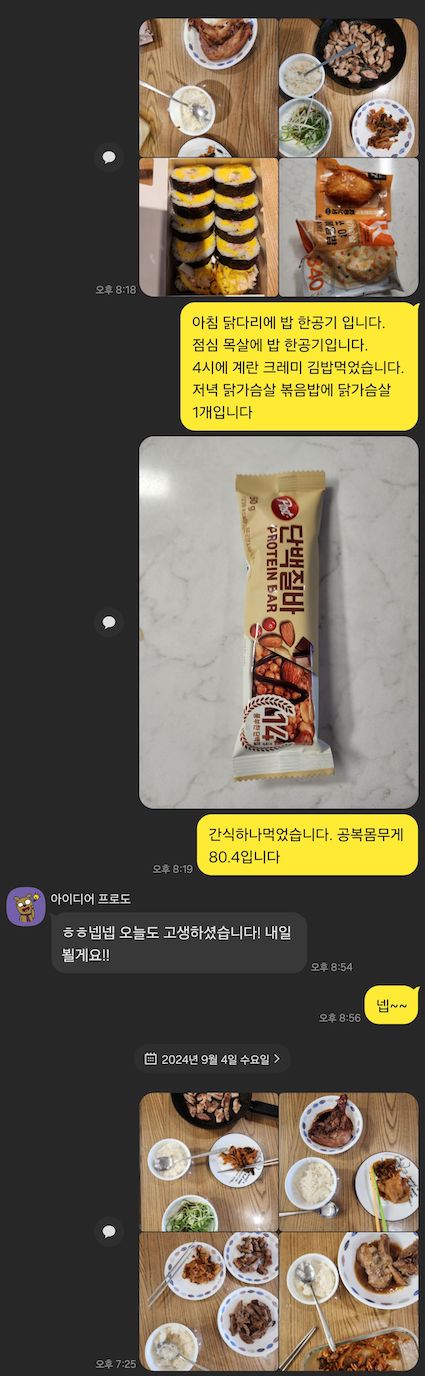 340
오후 8:18
아침 닭다리에 밥 한공기 입니다.
점심 목살에 밥 한공기입니다.
4시에 계란 크레미 김밥먹었습니다.
저녁 닭가슴살 볶음밥에 닭가슴살
1개입니다
50 g
Post
단백질바
PROTEIN BAR
14
간식하나먹었습니다. 공복몸무게
80.4입니다
오후 8:19
아이디어 프로도
ㅎㅎ넵넵 오늘도 고생하셨습니다! 내일
뵐게요!!
오후 8:54
넵~~
오후 8:56
2024년 9월 4일 수요일
오후 7:25